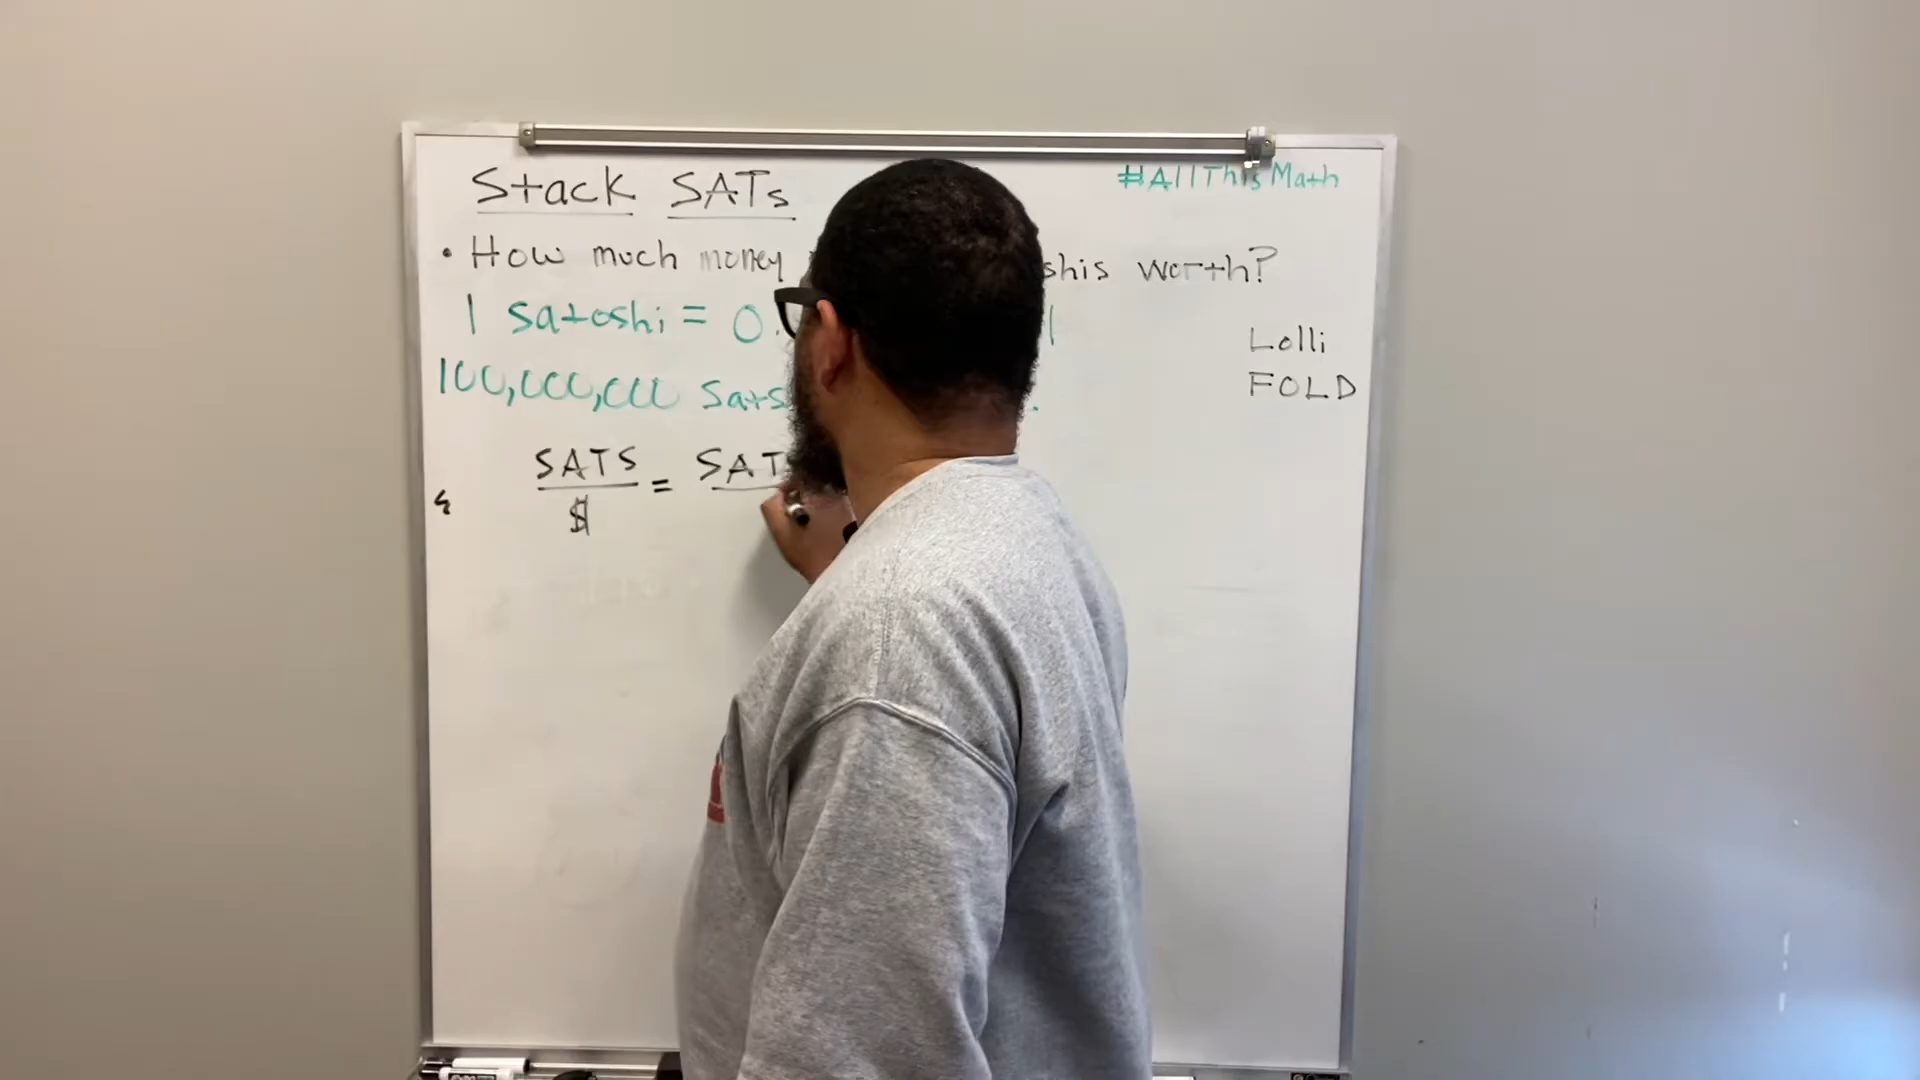 Stack SATs
#AllThisMath
• How much money shis worth?
1 satoshi = 0. 1
Lolli
100,000,000 Sats .
FOLD
SATS = SAT
$